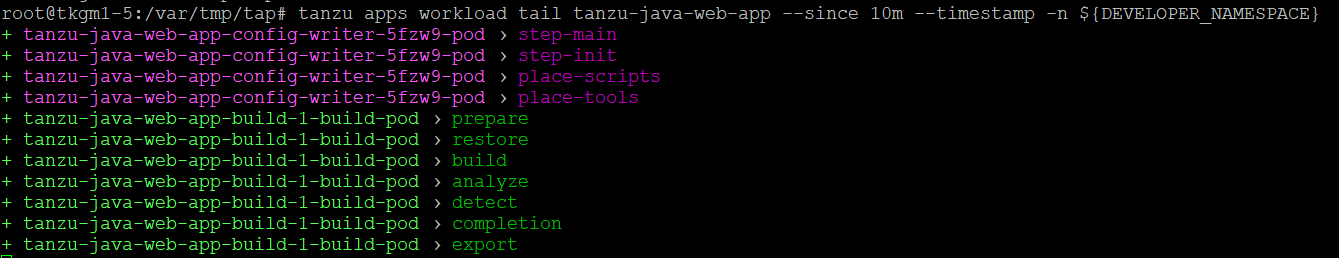 root@tkgm1-5:/var/tmp/tap# tanzu apps workload tail tanzu-java-web-app --since 10m --timestamp -n ${DEVELOPER_NAMESPACE}
+ tanzu-java-web-app-config-writer-5fzw9-pod › step-main
+ tanzu-java-web-app-config-writer-5fzw9-pod › step-init
+ tanzu-java-web-app-config-writer-5fzw9-pod › place-scripts
+ tanzu-java-web-app-config-writer-5fzw9-pod › place-tools
+ tanzu-java-web-app-build-1-build-pod › prepare
+ tanzu-java-web-app-build-1-build-pod › restore
+ tanzu-java-web-app-build-1-build-pod › build
+ tanzu-java-web-app-build-1-build-pod › analyze
+ tanzu-java-web-app-build-1-build-pod › detect
+ tanzu-java-web-app-build-1-build-pod › completion
+ tanzu-java-web-app-build-1-build-pod › export